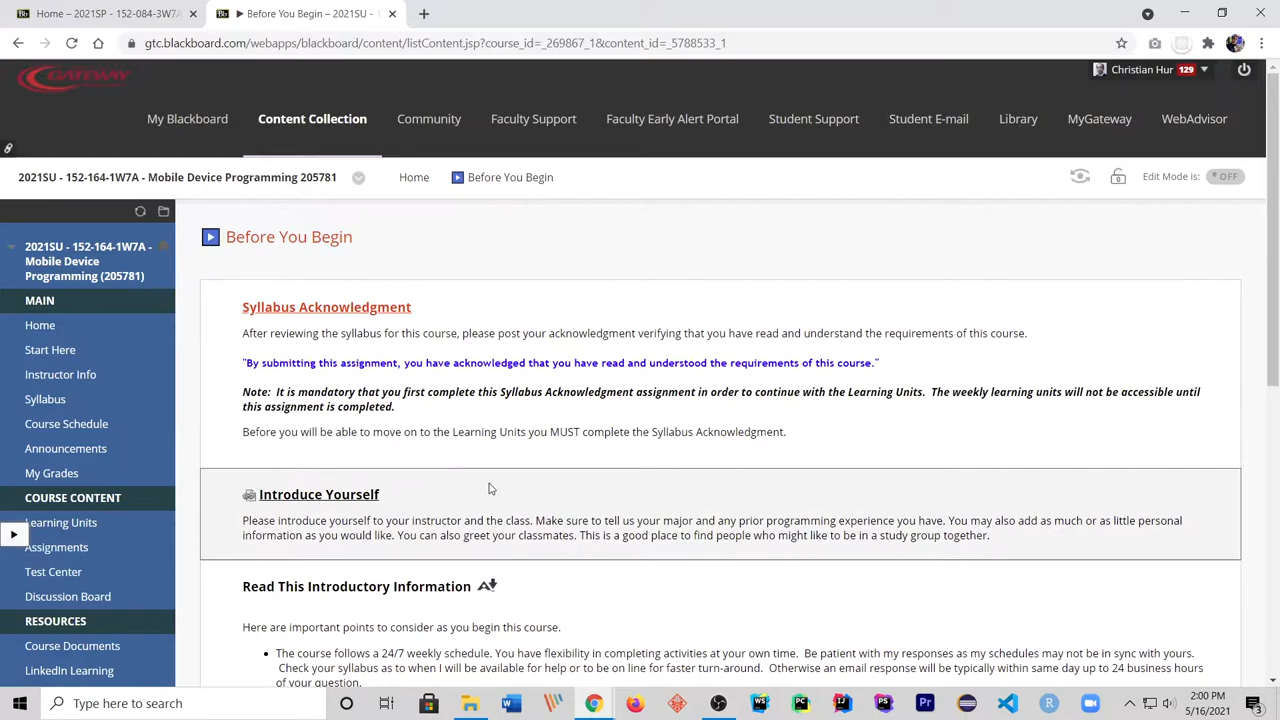 Home – 2021SP - 152-084-3W7A
Before You Begin – 2021SU -
gtc.blackboard.com/webapps/blackboard/content/listContent.jsp?course_id=_269867_1&content_id=_5788533_1
GATEWAY
Christian Hur 129
My Blackboard
Content Collection
Community
Faculty Support
Faculty Early Alert Portal
Student Support
Student E-mail
Library
MyGateway
WebAdvisor
2021SU - 152-164-1W7A - Mobile Device Programming 205781
Home
Before You Begin
Edit Mode is: OFF
2021SU - 152-164-1W7A -
Mobile Device
Programming (205781)
MAIN
Home
Start Here
Instructor Info
Syllabus
Course Schedule
Announcements
My Grades
COURSE CONTENT
Learning Units
Assignments
Test Center
Discussion Board
RESOURCES
Course Documents
LinkedIn Learning
Before You Begin
Syllabus Acknowledgment
After reviewing the syllabus for this course, please post your acknowledgment verifying that you have read and understand the requirements of this course.
"By submitting this assignment, you have acknowledged that you have read and understood the requirements of this course."
Note: It is mandatory that you first complete this Syllabus Acknowledgment assignment in order to continue with the Learning Units. The weekly learning units will not be accessible until
this assignment is completed.
Before you will be able to move on to the Learning Units you MUST complete the Syllabus Acknowledgment.
Introduce Yourself
Please introduce yourself to your instructor and the class. Make sure to tell us your major and any prior programming experience you have. You may also add as much or as little personal
information as you would like. You can also greet your classmates. This is a good place to find people who might like to be in a study group together.
Read This Introductory Information
Here are important points to consider as you begin this course.
The course follows a 24/7 weekly schedule. You have flexibility in completing activities at your own time. Be patient with my responses as my schedules may not be in sync with yours.
Check your syllabus as to when I will be available for help or to be on line for faster turn-around. Otherwise an email response will be typically within same day up to 24 business hours
of your question.
Type here to search
2:00 PM
5/16/2021
3